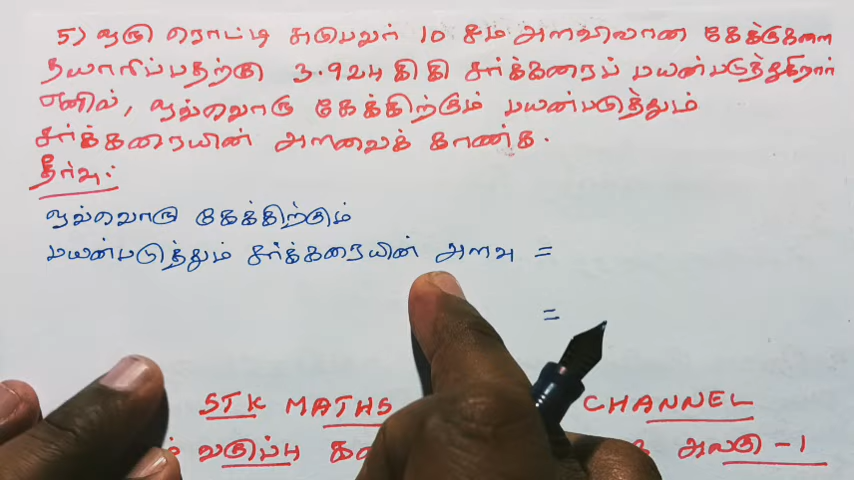 5) ஒரு ரொட்டி சுடுபவர் 10 சம அளவிலான கேக்குகளை
தயாரிப்பதற்கு 3.924 கி கி சர்க்கரைப் பயன்படுத்துகிறார்
எனில், ஒவ்வொரு கேக்கிற்கும் பயன்படுத்தும்
சர்க்கரையின் அளவைக் காண்க.
தீர்வு:
ஒவ்வொரு கேக்கிற்கும்
பயன்படுத்தும் சர்க்கரையின் அளவு =
=
STK MATHS CHANNEL
வகுப்பு அலகு - 1